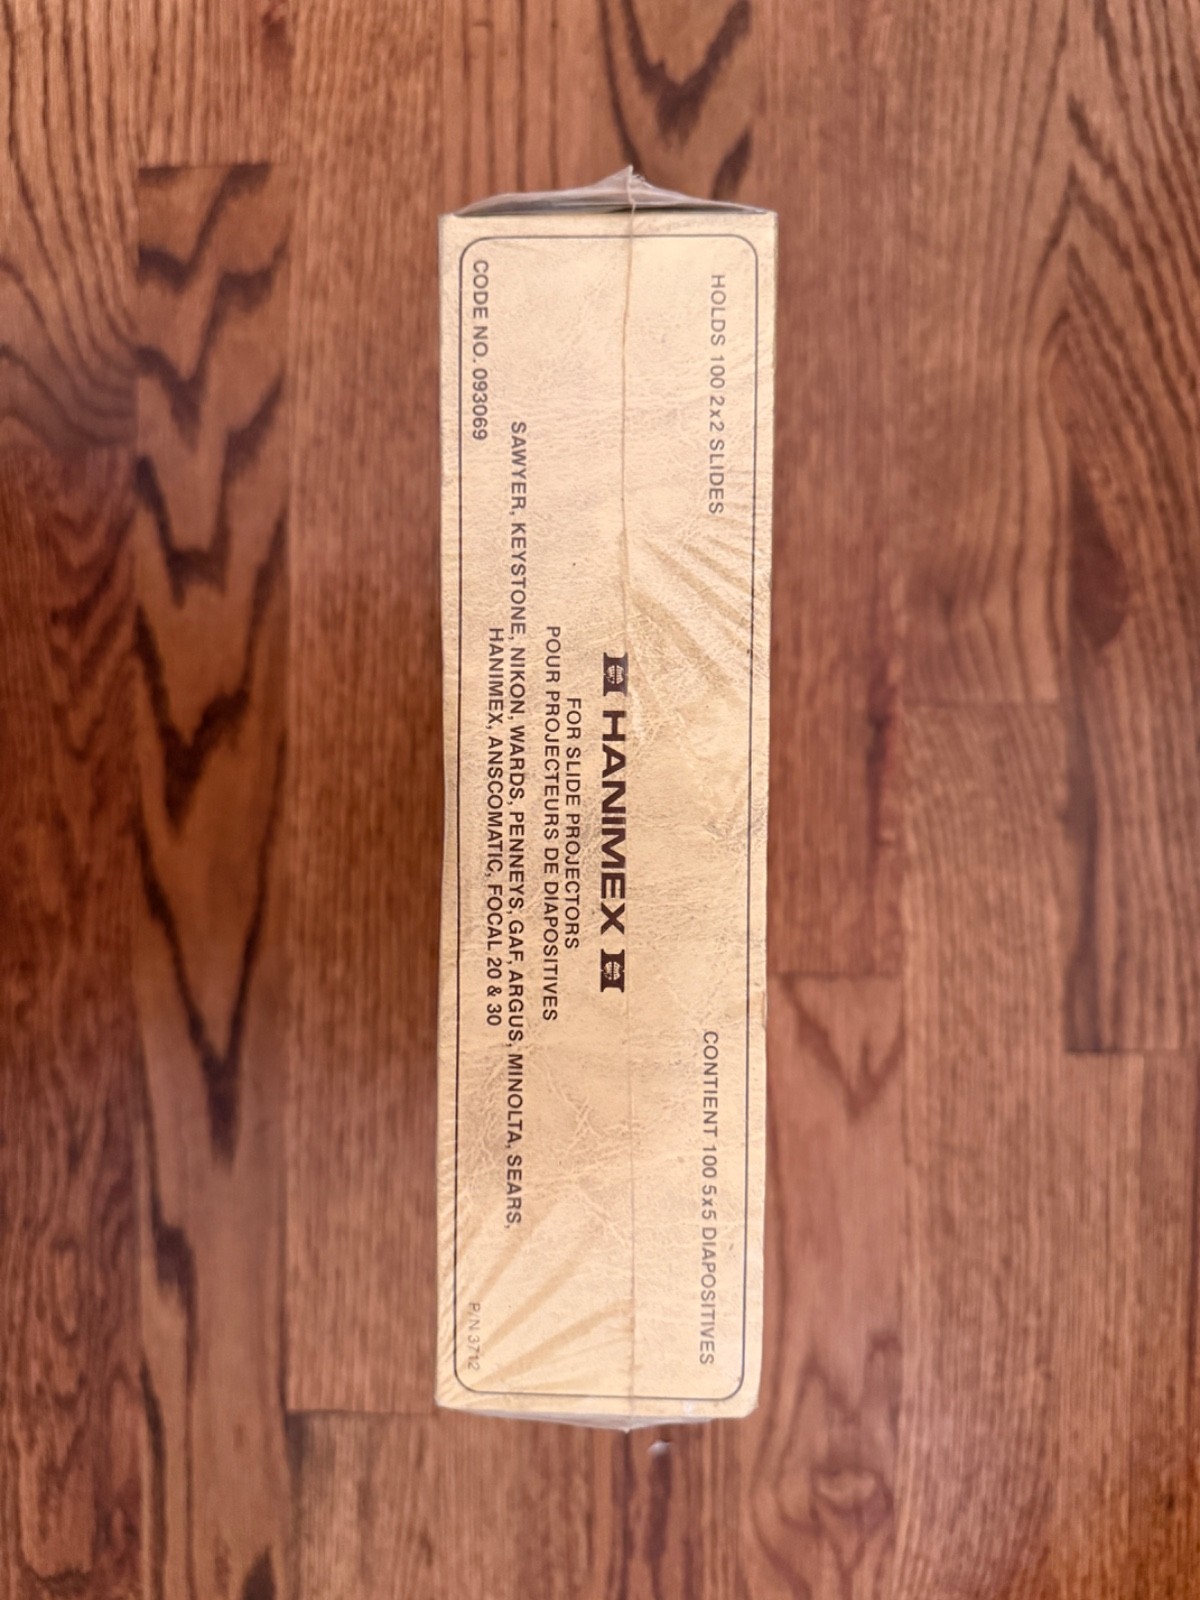 HOLDS 100 2x2 SLIDES
CONTIENT 100 5x5 DIAPOSITIVES
HANIMEX
FOR SLIDE PROJECTORS
POUR PROJECTEURS DE DIAPOSITIVES
SAWYER, KEYSTONE, NIKON, WARDS, PENNEYS, GAF, ARGUS, MINOLTA, SEARS,
HANIMEX, ANSCOMATIC, FOCAL 20 & 30
CODE NO. 093069
P/N 3712